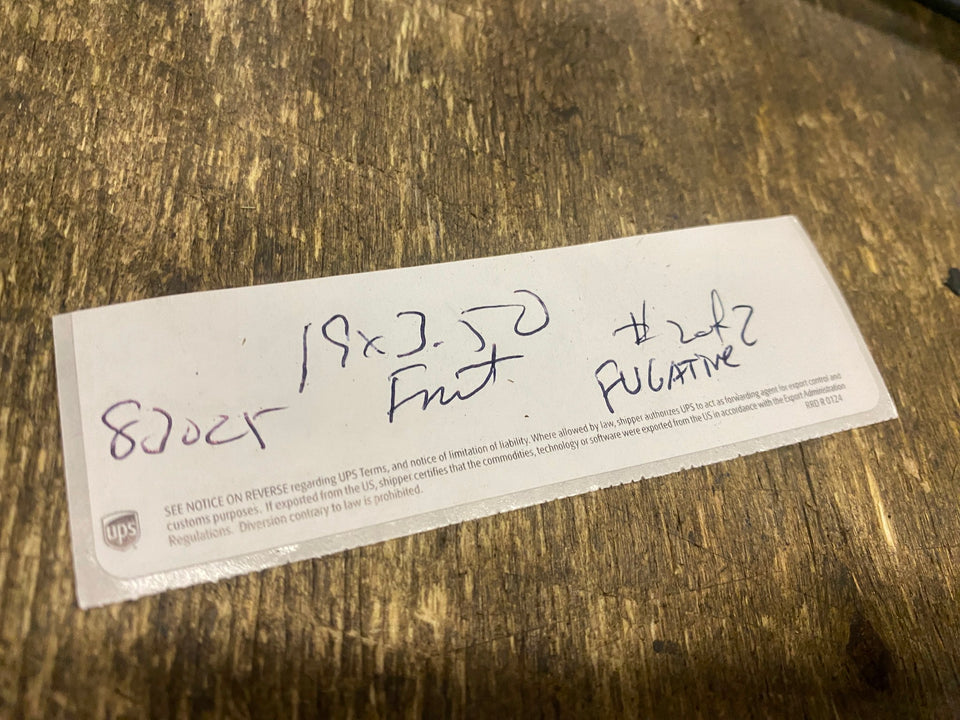 19x3.50
# 2of2
Front
FUGATIVE
SEE NOTICE ON REVERSE regarding UPS Terms, and notice of limitation of liability. Where allowed by law, shipper authorizes UPS to act as forwarding agent for export control and
customs purposes. If exported from the US, shipper certifies that the commodities, technology or software were exported from the US in accordance with the Export Administration
Regulations. Diversion contrary to law is prohibited.
RRD R 0124
ups